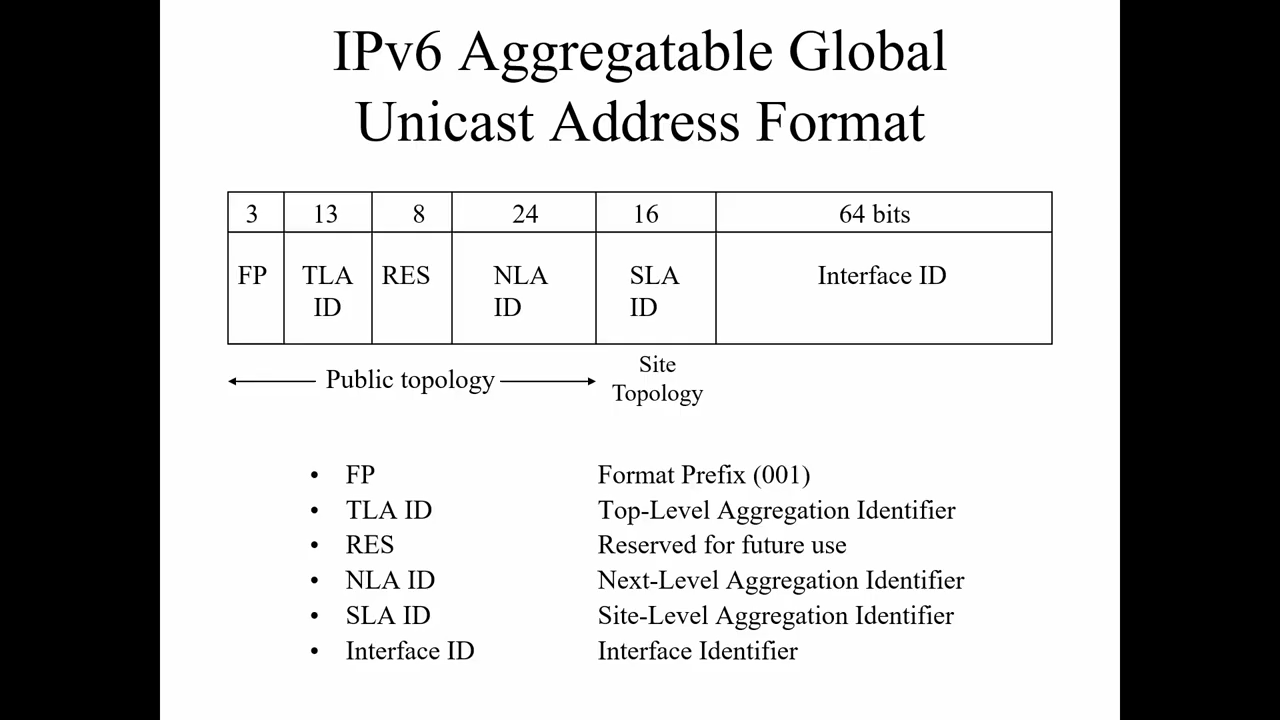 IPv6 Aggregatable Global
Unicast Address Format
3 13 8 24 16 64 bits
FP TLA RES NLA SLA Interface ID
ID ID ID
Public topology
Site
Topology
• FP Format Prefix (001)
• TLA ID Top-Level Aggregation Identifier
• RES Reserved for future use
• NLA ID Next-Level Aggregation Identifier
• SLA ID Site-Level Aggregation Identifier
• Interface ID Interface Identifier